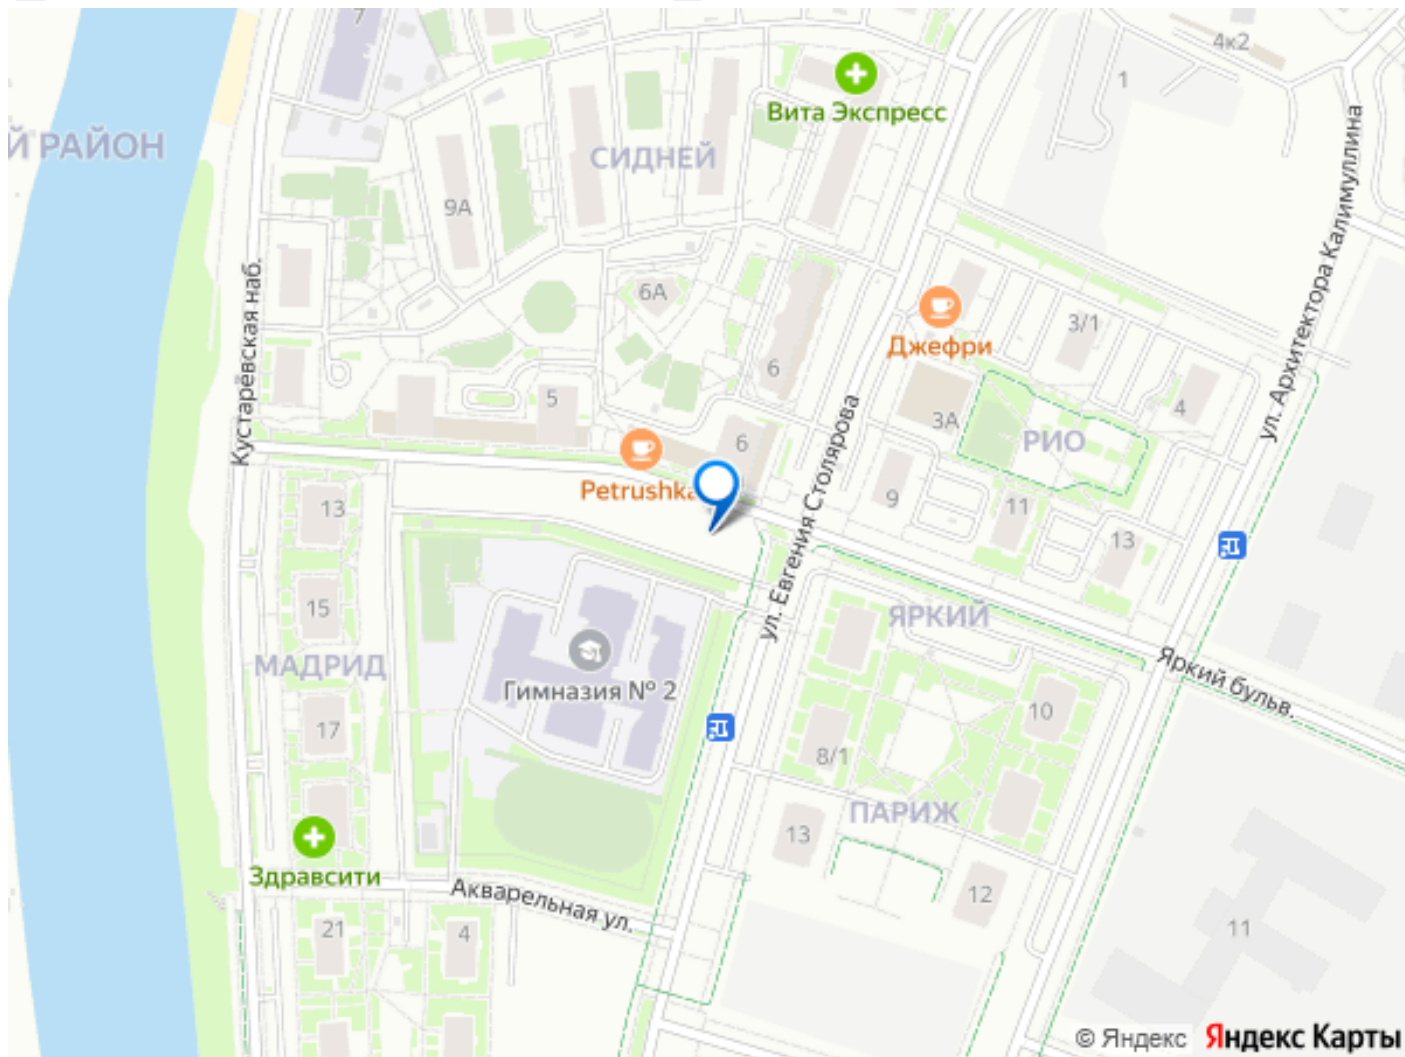 7
4к2
1
Вита Экспресс
Й РАЙОН
СИДНЕЙ
9А
ул. Архитектора Калимуллина
Кустарёвская наб.
6А
3/1
Джефри
6
5
4
3А
РИО
6
ул. Евгения Столярова
Petrushka
9
11
13
13
15
ЯРКИЙ
МАДРИД
Яркий бульв.
Гимназия № 2
17
10
8/1
ПАРИЖ
13
Здравсити
Акварельная ул.
12
21
4
11
© Яндекс Яндекс Карты